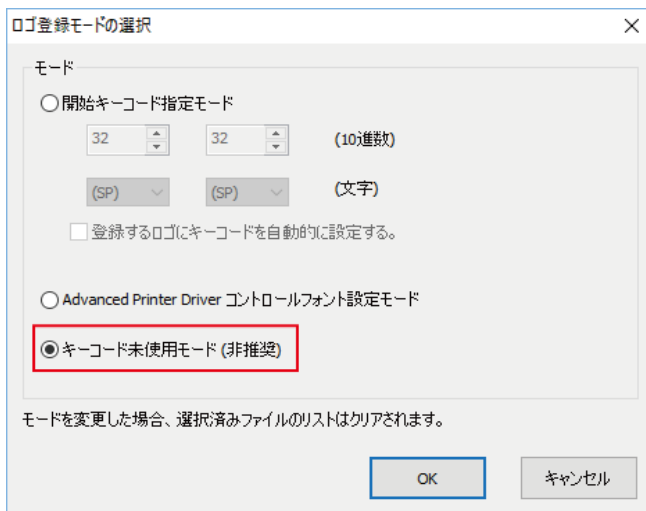 ロゴ登録モードの選択
モード
開始キーコード指定モード
32 32 (10進数)
(SP) (SP) (文字)
登録するロゴにキーコードを自動的に設定する。
Advanced Printer Driver コントロールフォント設定モード
キーコード未使用モード (非推奨)
モードを変更した場合、選択済みファイルのリストはクリアされます。
OK キャンセル